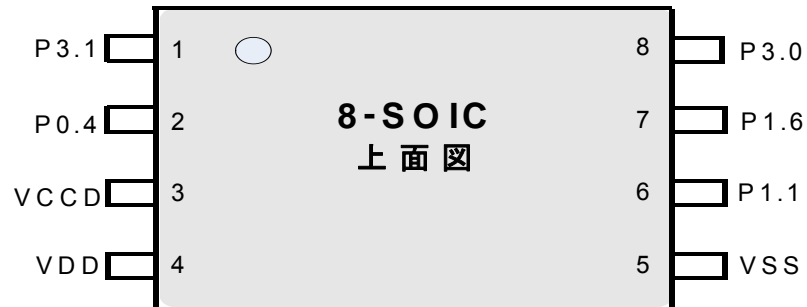 P3.1 1 8 P3.0
8-SOIC
P0.4 2 7 P1.6
上面図
VCCD 3 6 P1.1
VDD 4 5 VSS